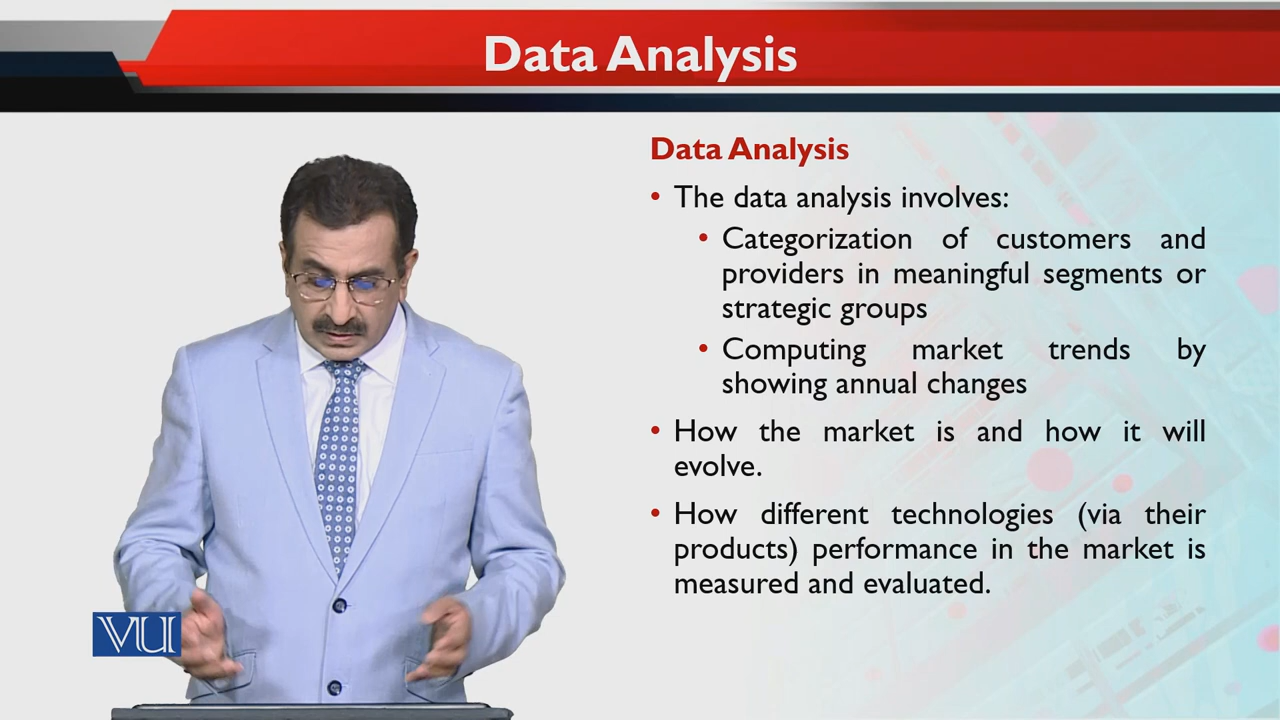 Data Analysis
Data Analysis
• The data analysis involves:
• Categorization of customers and
providers in meaningful segments or
strategic groups
• Computing market trends by
showing annual changes
• How the market is and how it will
evolve.
• How different technologies (via their
products) performance in the market is
measured and evaluated.
VU